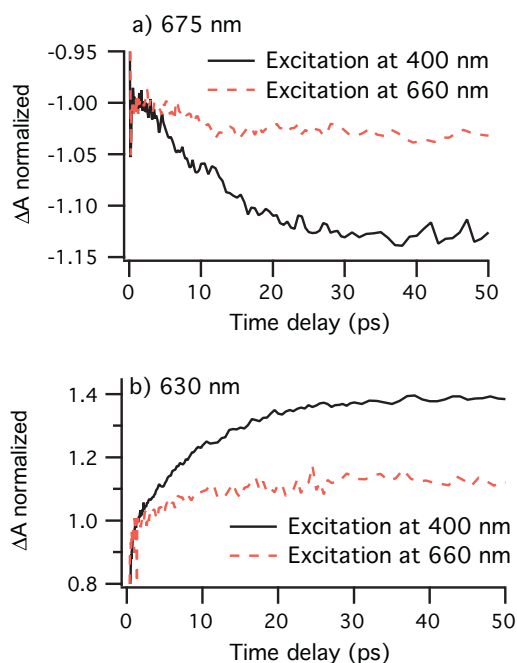 a) 675 nm
-0.95
Excitation at 400 nm
Excitation at 660 nm
-1.00
-1.05
-1.10
-1.15
ΔA normalized
0 10 20 30 40 50
Time delay (ps)
b) 630 nm
1.4
1.2
1.0
0.8
ΔA normalized
Excitation at 400 nm
Excitation at 660 nm
0 10 20 30 40 50
Time delay (ps)